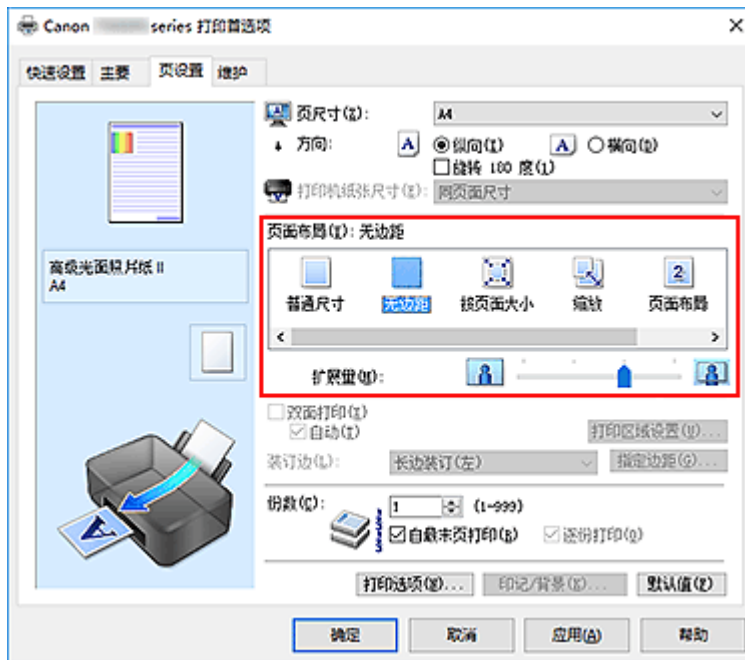 Canon series 打印首选项
快速设置 主要 页设置 维护
页尺寸(Z): A4
方向: A 纵向(T) A 横向(D)
旋转 180 度(1)
打印机纸张尺寸(E): 同页面尺寸
页面布局(I): 无边距
高级光面照片纸 II
A4
普通尺寸 无边距 按页面大小 缩放 页面布局
扩展量(N):
双面打印(X)
自动(T) 打印区域设置(U)...
装订边(L): 长边装订(左) 指定边距(G)...
份数(C): 1 (1-999)
自最末页打印(R) 逐份打印(O)
打印选项(N)... 印记/背景(S)... 默认值(F)
确定 取消 应用(A) 帮助